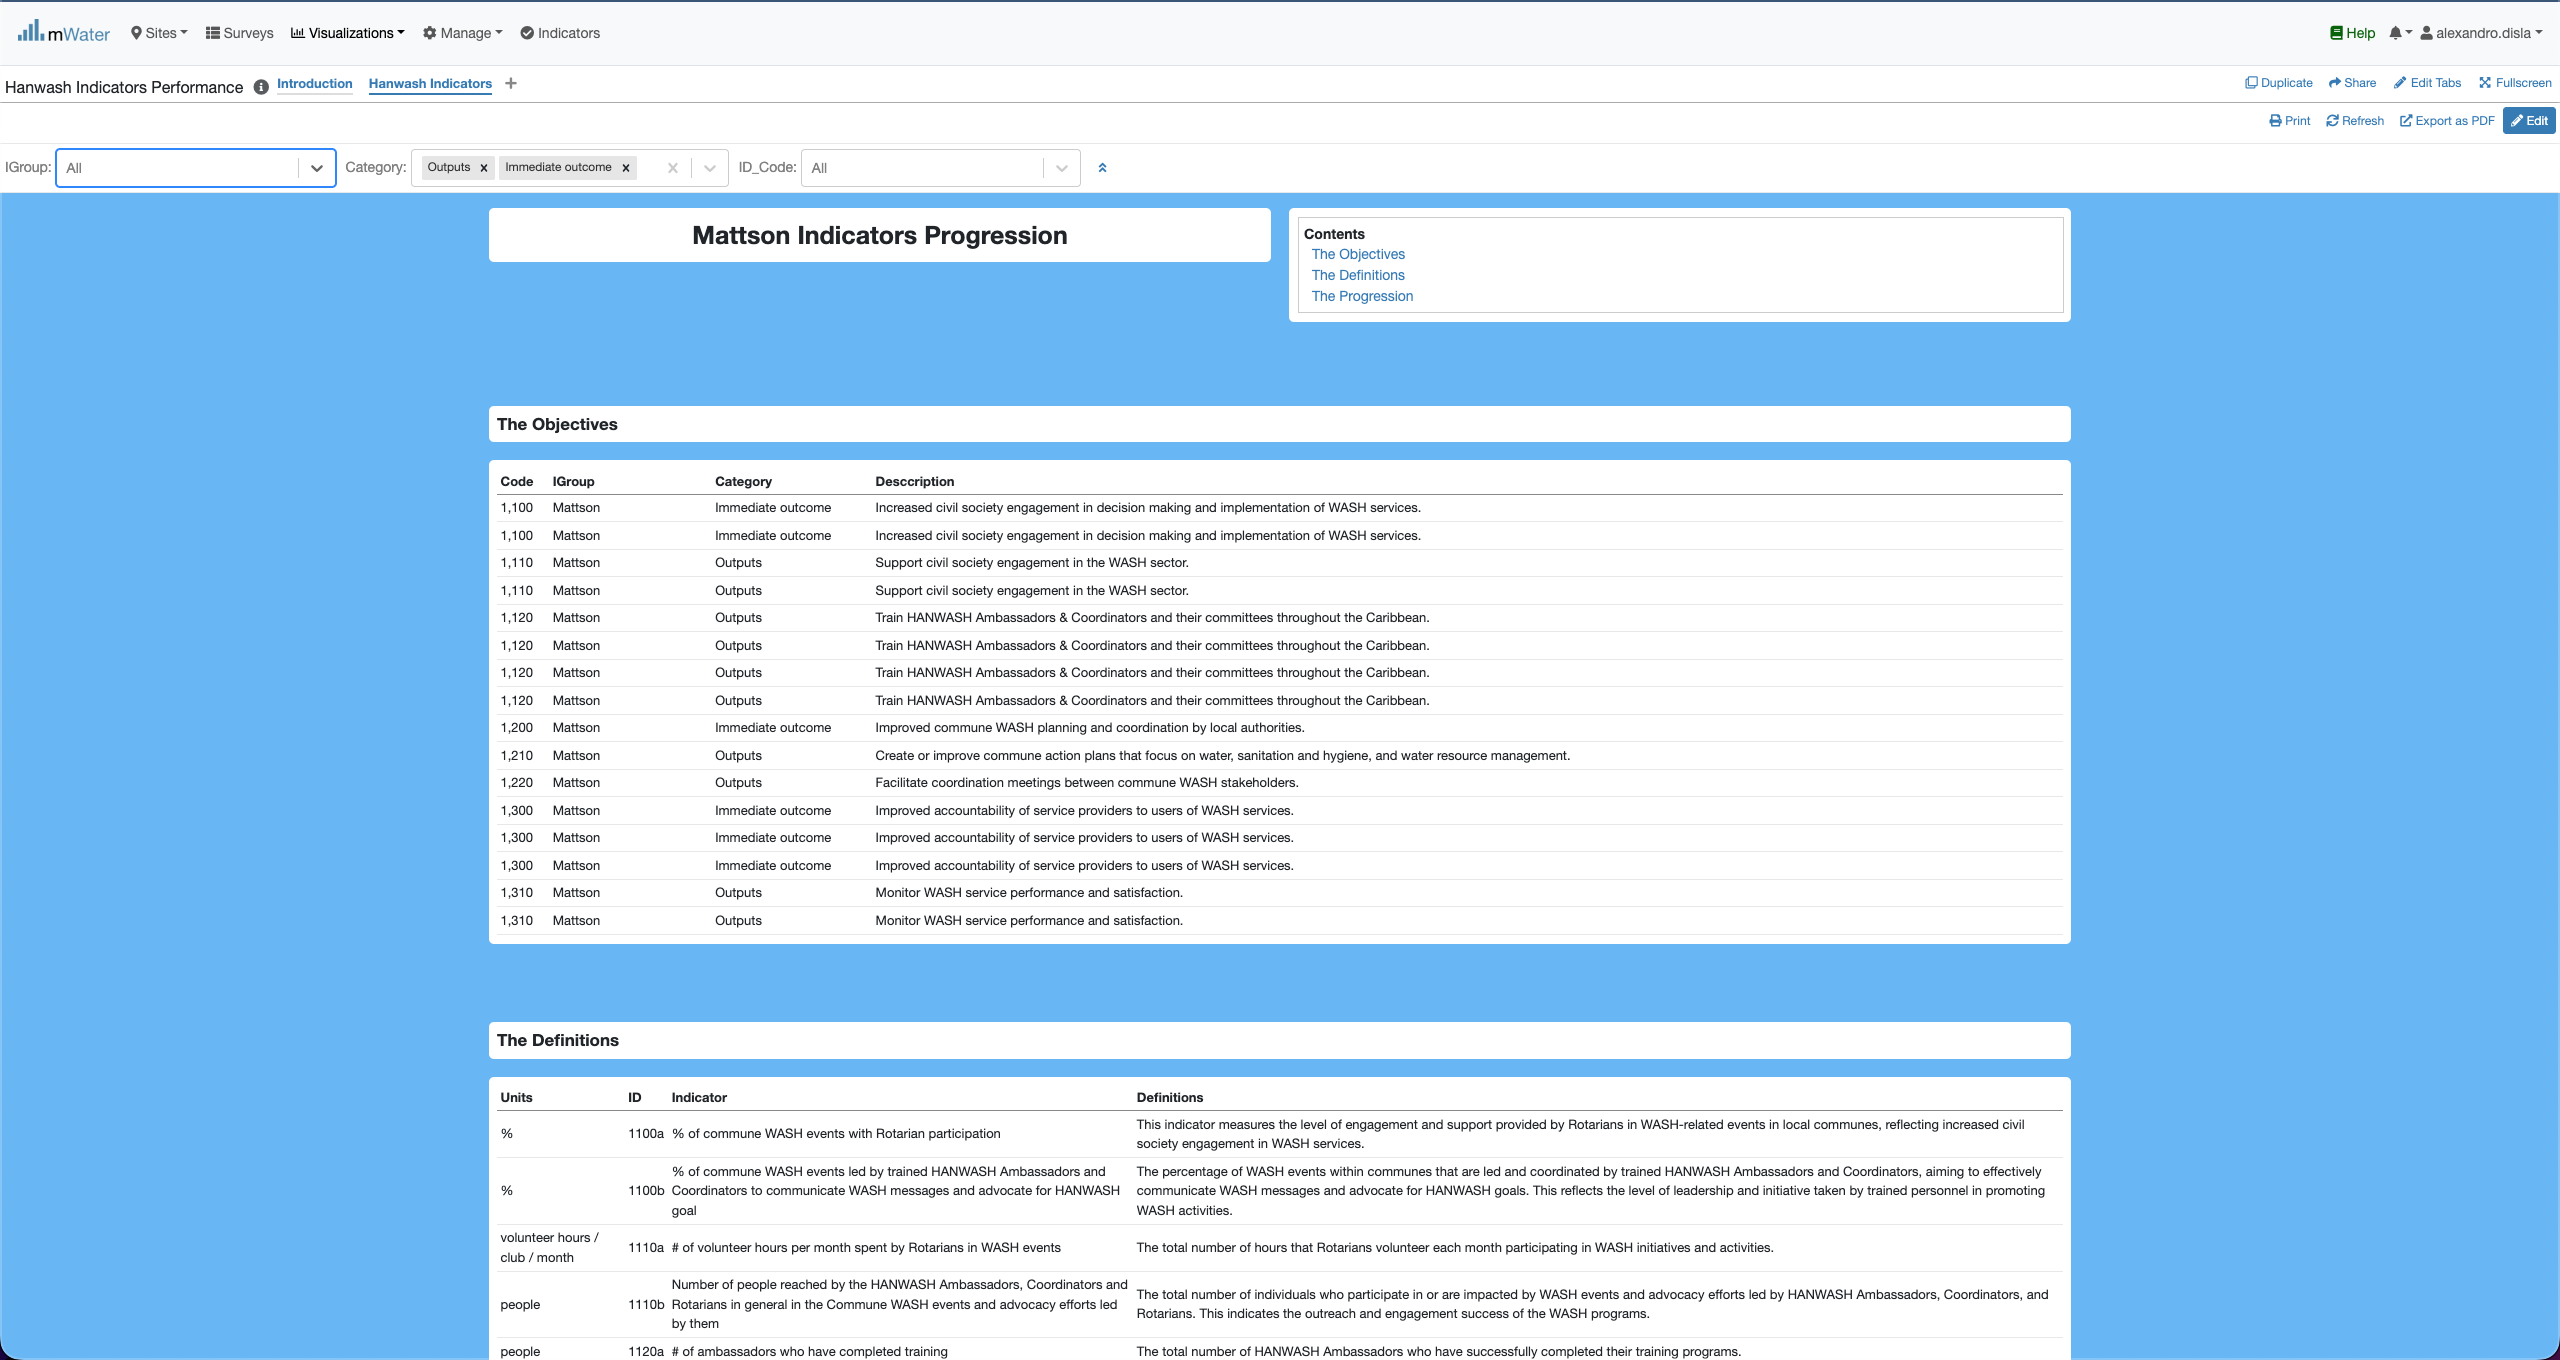 mWater Sites Surveys Visualizations Manage Indicators Help alexandro.disla
Hanwash Indicators Performance Introduction Hanwash Indicators + Duplicate Share Edit Tabs Fullscreen
Print Refresh Export as PDF Edit
IGroup: All Category: Outputs x Immediate outcome x ID_Code: All
Mattson Indicators Progression
Contents
The Objectives
The Definitions
The Progression
The Objectives
Code IGroup Category Desccription
1,100 Mattson Immediate outcome Increased civil society engagement in decision making and implementation of WASH services.
1,100 Mattson Immediate outcome Increased civil society engagement in decision making and implementation of WASH services.
1,110 Mattson Outputs Support civil society engagement in the WASH sector.
1,110 Mattson Outputs Support civil society engagement in the WASH sector.
1,120 Mattson Outputs Train HANWASH Ambassadors & Coordinators and their committees throughout the Caribbean.
1,120 Mattson Outputs Train HANWASH Ambassadors & Coordinators and their committees throughout the Caribbean.
1,120 Mattson Outputs Train HANWASH Ambassadors & Coordinators and their committees throughout the Caribbean.
1,120 Mattson Outputs Train HANWASH Ambassadors & Coordinators and their committees throughout the Caribbean.
1,200 Mattson Immediate outcome Improved commune WASH planning and coordination by local authorities.
1,210 Mattson Outputs Create or improve commune action plans that focus on water, sanitation and hygiene, and water resource management.
1,220 Mattson Outputs Facilitate coordination meetings between commune WASH stakeholders.
1,300 Mattson Immediate outcome Improved accountability of service providers to users of WASH services.
1,300 Mattson Immediate outcome Improved accountability of service providers to users of WASH services.
1,300 Mattson Immediate outcome Improved accountability of service providers to users of WASH services.
1,310 Mattson Outputs Monitor WASH service performance and satisfaction.
1,310 Mattson Outputs Monitor WASH service performance and satisfaction.
The Definitions
Units ID Indicator Definitions
% 1100a % of commune WASH events with Rotarian participation
This indicator measures the level of engagement and support provided by Rotarians in WASH-related events in local communes, reflecting increased civil
society engagement in WASH services.
% 1100b
% of commune WASH events led by trained HANWASH Ambassadors and
Coordinators to communicate WASH messages and advocate for HANWASH
goal
The percentage of WASH events within communes that are led and coordinated by trained HANWASH Ambassadors and Coordinators, aiming to effectively
communicate WASH messages and advocate for HANWASH goals. This reflects the level of leadership and initiative taken by trained personnel in promoting
WASH activities.
volunteer hours /
club / month
1110a # of volunteer hours per month spent by Rotarians in WASH events The total number of hours that Rotarians volunteer each month participating in WASH initiatives and activities.
people 1110b
Number of people reached by the HANWASH Ambassadors, Coordinators and
Rotarians in general in the Commune WASH events and advocacy efforts led
by them
The total number of individuals who participate in or are impacted by WASH events and advocacy efforts led by HANWASH Ambassadors, Coordinators, and
Rotarians. This indicates the outreach and engagement success of the WASH programs.
people 1120a # of ambassadors who have completed training The total number of HANWASH Ambassadors who have successfully completed their training programs.